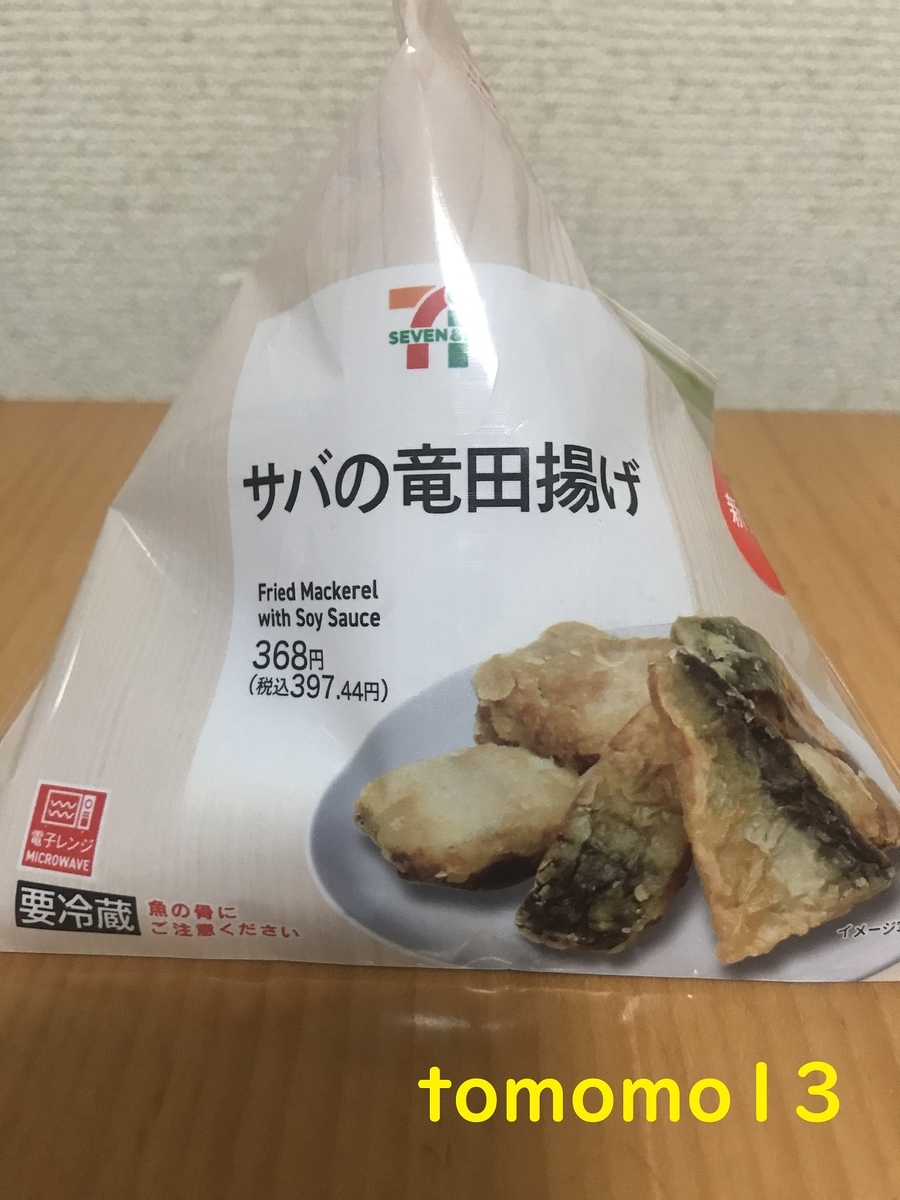 SEVEN&
サバの竜田揚げ
Fried Mackerel
with Soy Sauce
368円
(税込397.44円)
電子レンジ
MICROWAVE
要冷蔵
魚の骨に
ご注意ください
イメージ
tomomo13